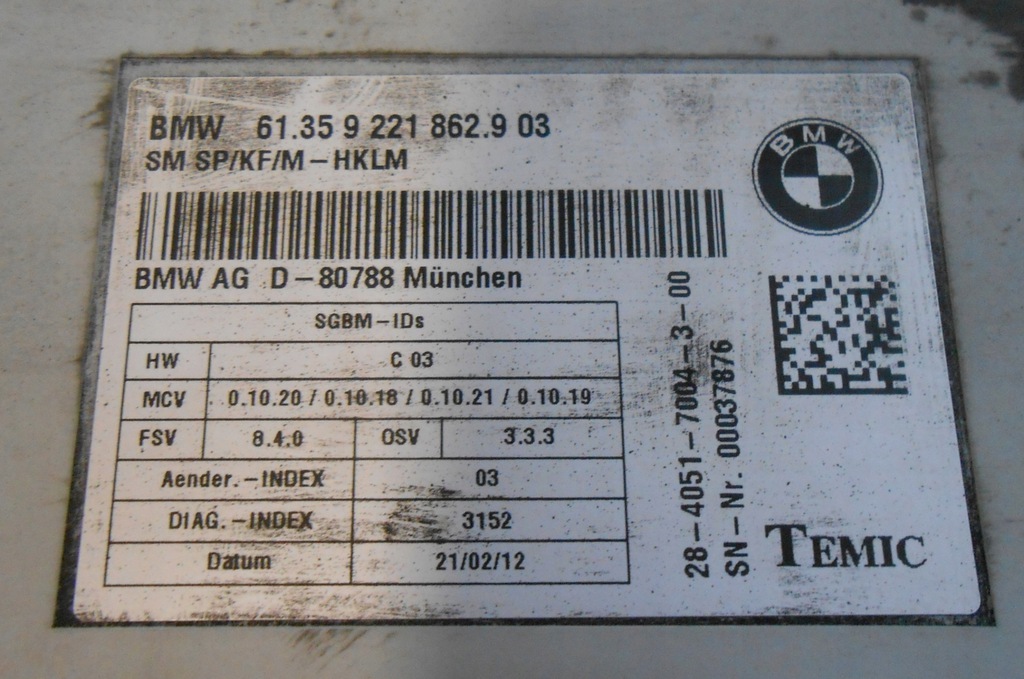 BMW 61.35 9 221 862.9 03
SM SP/KF/M-HKLM
BMW AG D-80788 München
SGBM-IDs
HW C 03
MCV 0.10.20 / 0.10.18 / 0.10.21 / 0.10.19
FSV 8.4.0 OSV 3.3.3
Aender.-INDEX 03
DIAG.-INDEX 3152
Datum 21/02/12
28-4051-7004-3-00
SN-Nr. 00037876
BMW
TEMIC